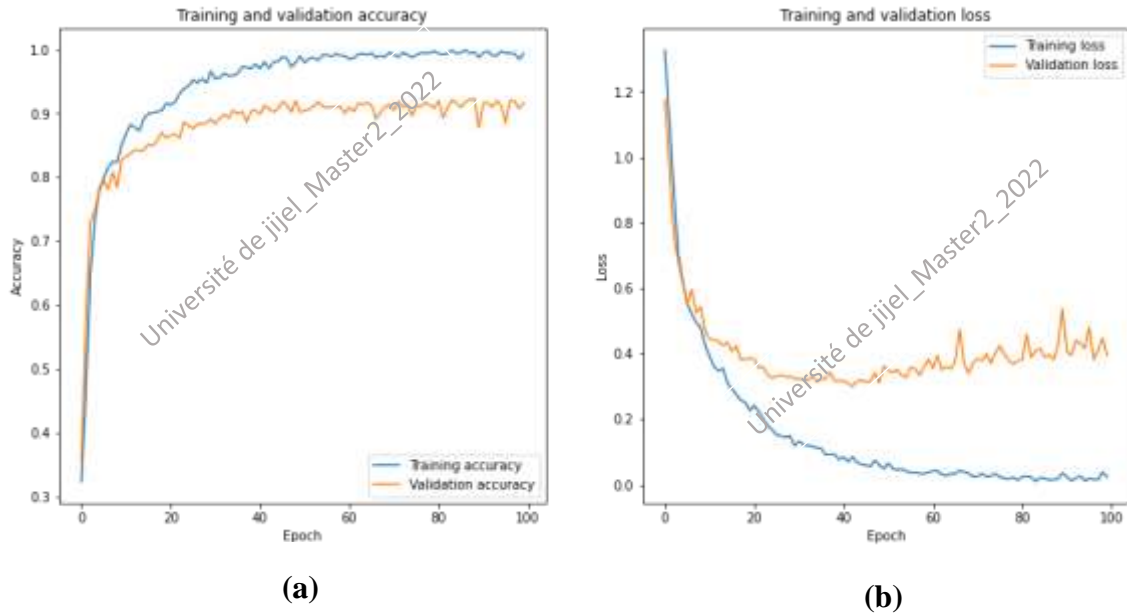 Training and validation accuracy
1.0
0.9
0.8
0.7
0.6
0.5
0.4
0.3
Accuracy
0
20
40
60
80
100
Epoch
Training accuracy
Validation accuracy
Université de jijel_Master2_2022
(a)
Training and validation loss
1.2
1.0
0.8
0.6
0.4
0.2
0.0
Loss
0
20
40
60
80
100
Epoch
Training loss
Validation loss
Université de jijel_Master2_2022
(b)